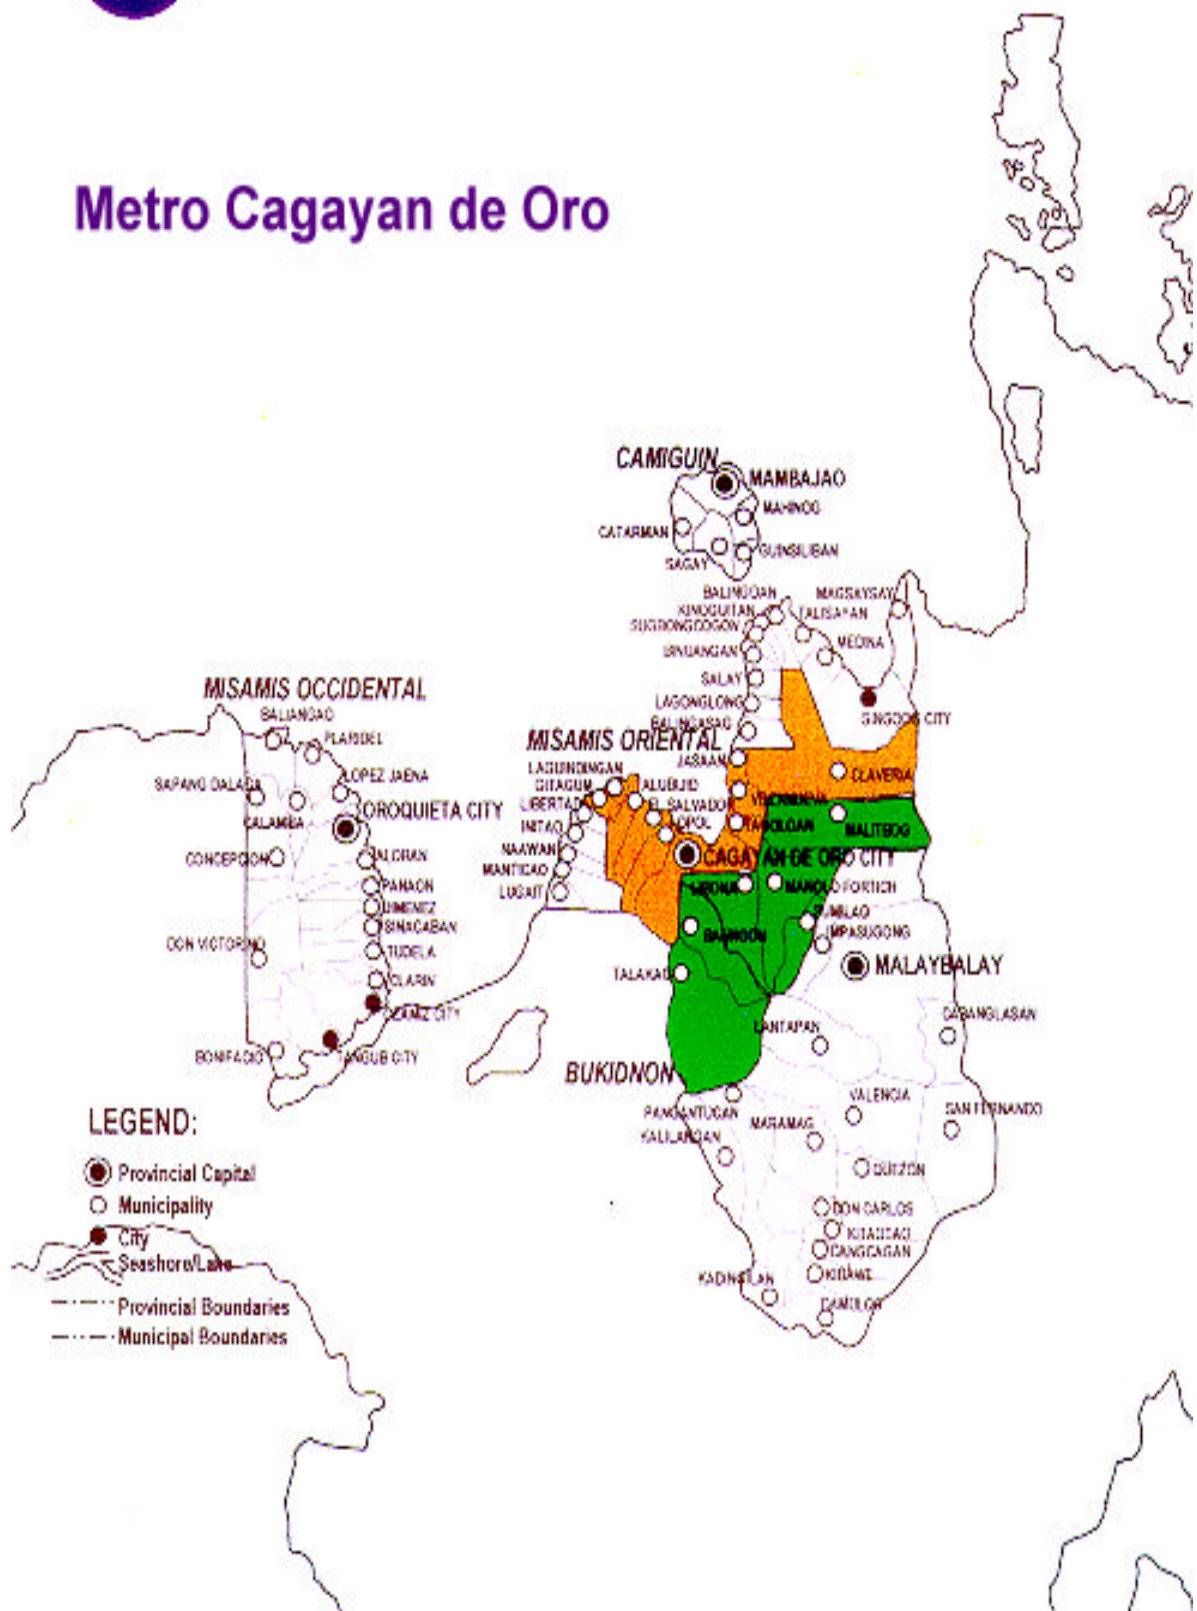 Metro Cagayan de Oro
CAMIGUIN
MAMBAJAO
MAHINOG
CATARMAN
GUINSILIBAN
SAGAY
BALINGOAN
MAGSAYSAY
KINOGUITAN
TALISAYAN
SUGBONGCOGON
MEDINA
BINUANGAN
SALAY
MISAMIS OCCIDENTAL
LAGONGLONG
BALIANGAO
GINGOOG CITY
BALINGASAG
PLARIDEL
MISAMIS ORIENTAL
JASAAN
LAGUINDINGAN
LOPEZ JAENA
CLAVERIA
SAPANG DALAGA
GITAGUM
ALUBIJID
LIBERTAD
EL SALVADOR
OROQUIETA CITY
CALAMBA
INITAO
OPOL
TAGOLOAN
MALITBOG
NAAWAN
CONCEPCION
ALORAN
CAGAYAN DE ORO CITY
MANTICAO
PANAON
LUGAIT
LIBONA
MANOLO FORTICH
JIMENEZ
SUMILAO
SINACABAN
BAUNGON
IMPASUGONG
DON VICTORINO
TUDELA
MALAYBALAY
TALAKAG
CLARIN
OZAMIZ CITY
CABANGLASAN
LANTAPAN
BONIFACIO
TANGUB CITY
BUKIDNON
VALENCIA
PANGANTUCAN
SAN FERNANDO
MARAMAG
KALILANGAN
QUEZON
LEGEND:
Provincial Capital
Municipality
City
Seashore/Lake
Provincial Boundaries
Municipal Boundaries
DON CARLOS
KITAOTAO
DANGCAGAN
KIBAWE
KADINGILAN
DAMULOG